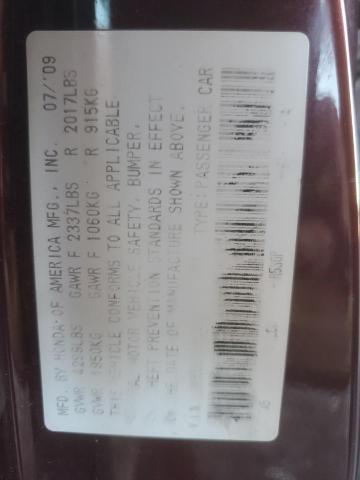 MFD. BY HONDA OF AMERICA MFG., INC. 07/'09
GVWR 4299LBS GAWR F 2337LBS R 2017LBS
GVWR 1950KG GAWR F 1060KG R 915KG
THIS VEHICLE CONFORMS TO ALL APPLICABLE
MOTOR VEHICLE SAFETY, BUMPER,
THEFT PREVENTION STANDARDS IN EFFECT
DATE OF MANUFACTURE SHOWN ABOVE.
V.I.N. TYPE: PASSENGER CAR